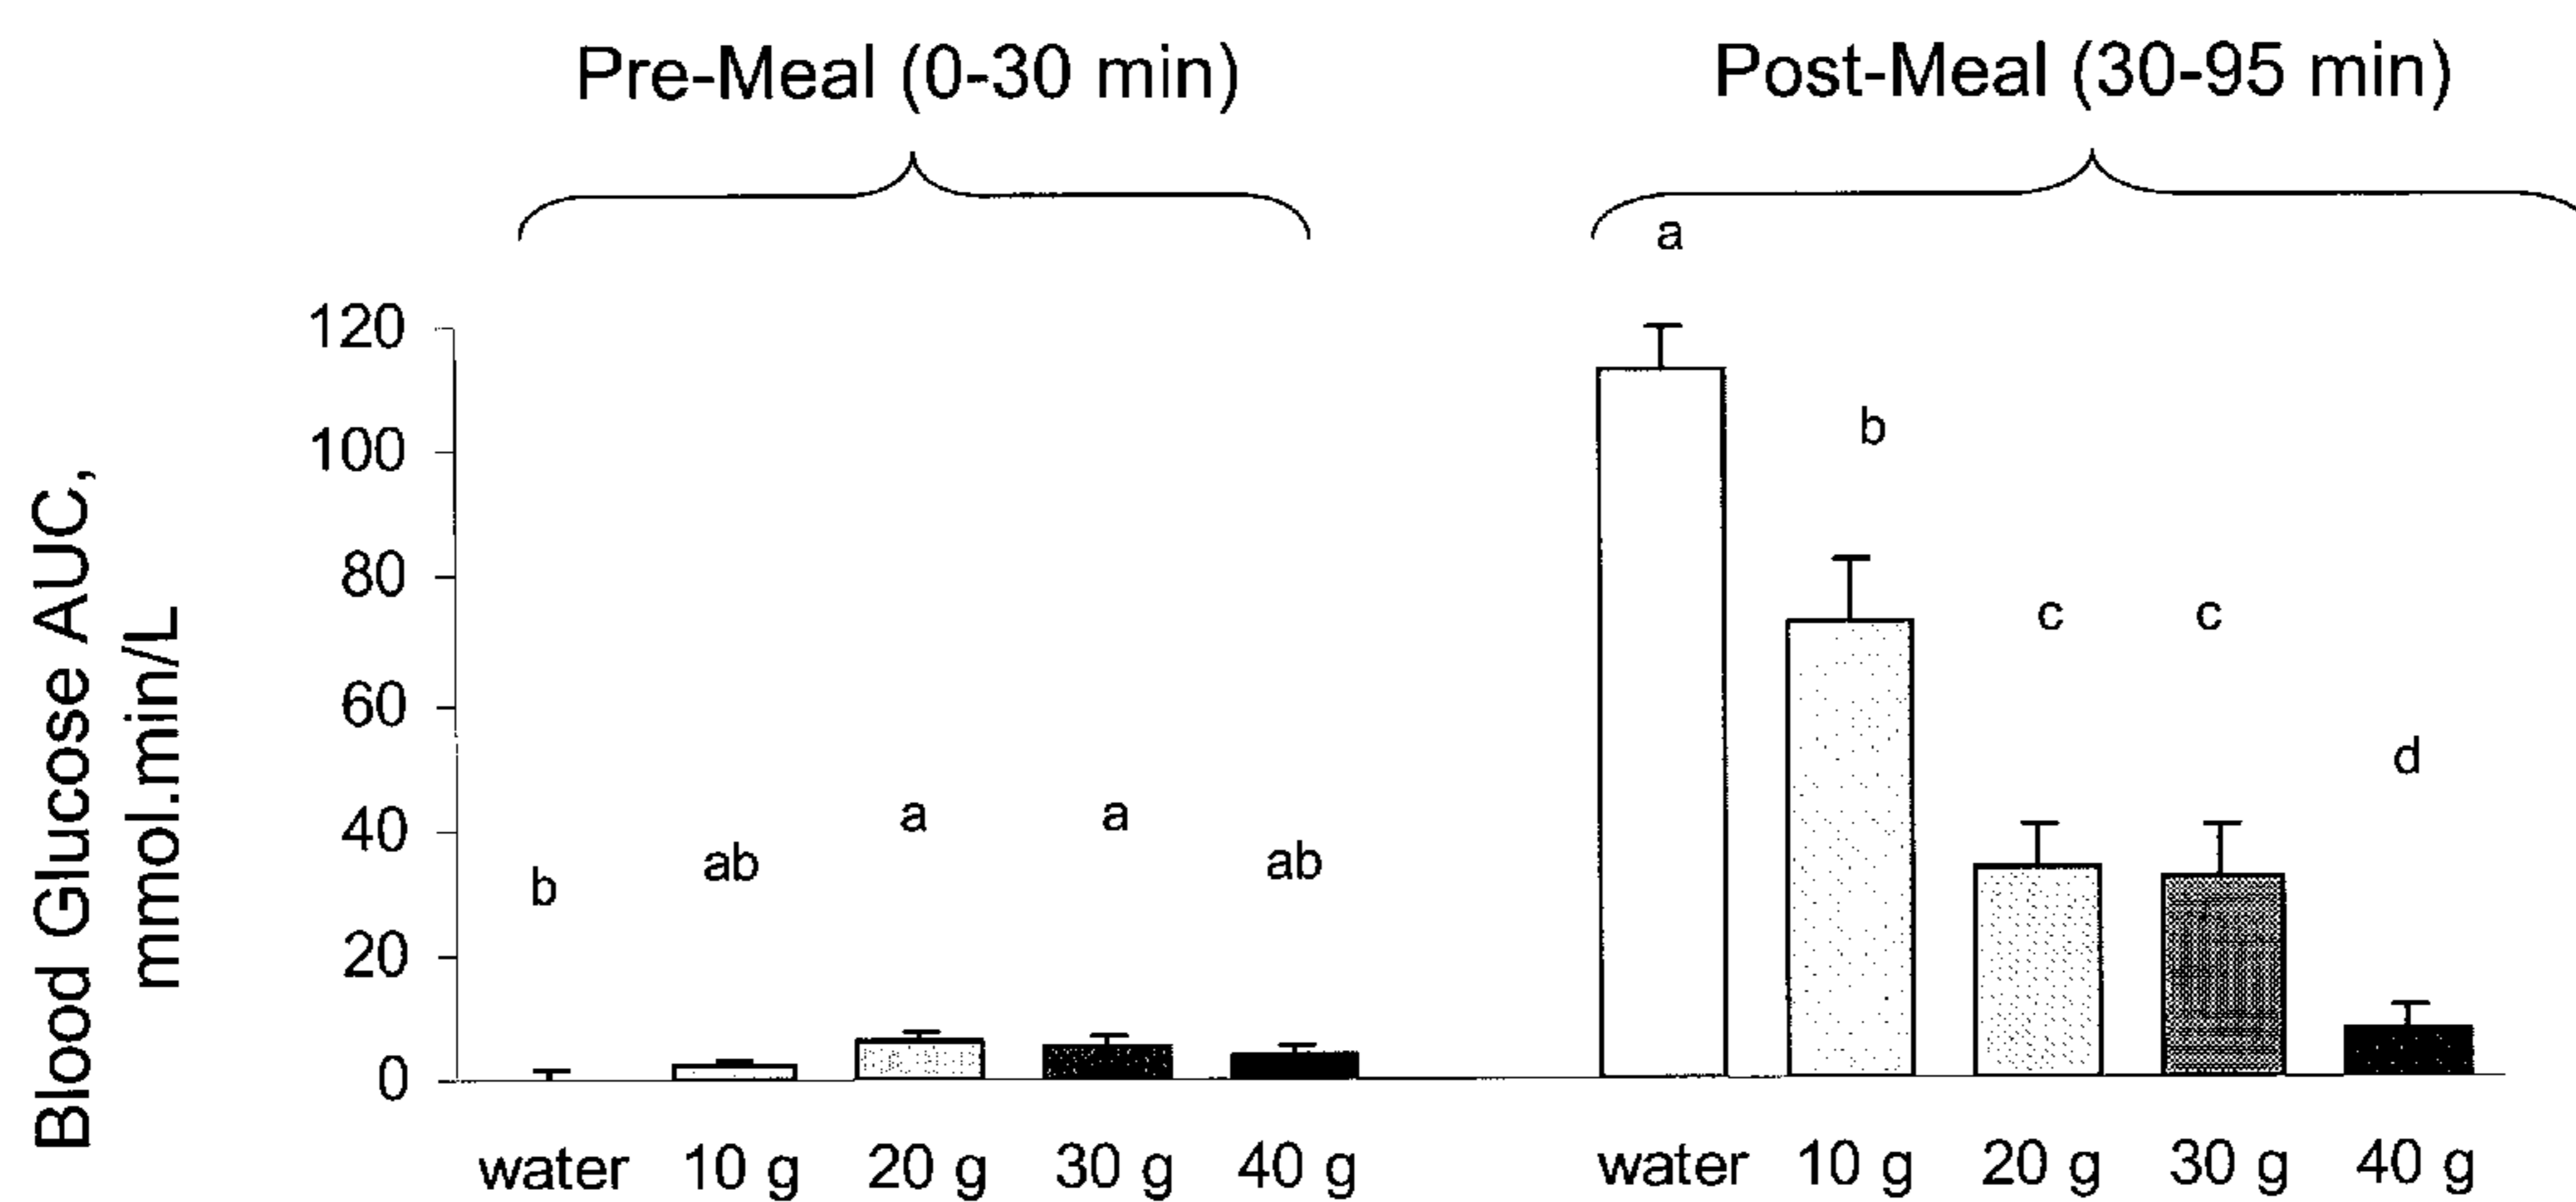 Pre-Meal (0-30 min)
Post-Meal (30-95 min)
Blood Glucose AUC,
mmol.min/L
120
100
80
60
40
20
0
b
ab
a
a
ab
a
b
c
c
d
water 10 g 20 g 30 g 40 g
water 10 g 20 g 30 g 40 g